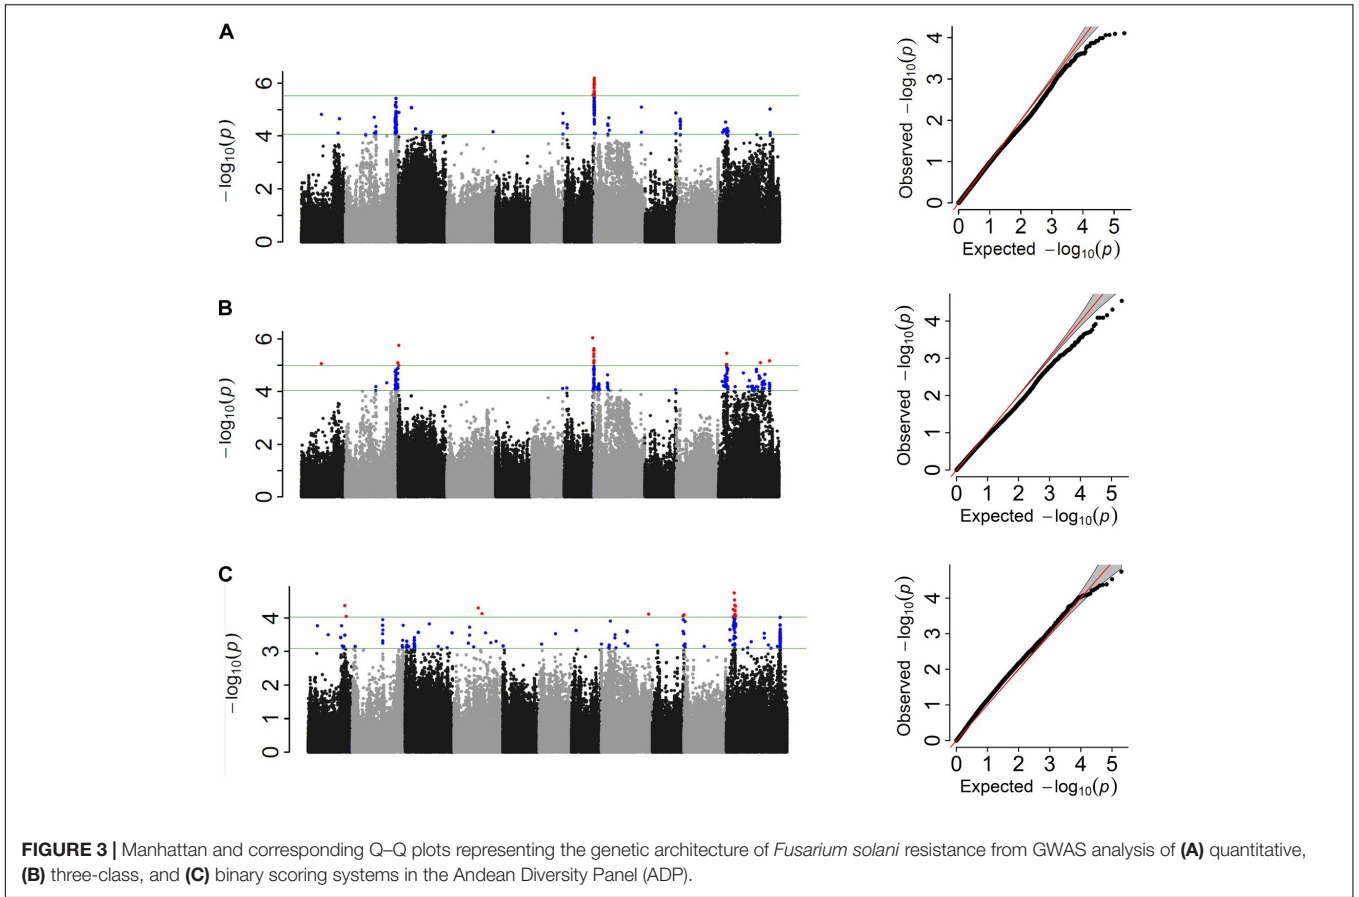 A
6
4
2
0
−log₁₀(p)
4
3
2
1
0
Observed −log₁₀(p)
0 1 2 3 4 5
Expected −log₁₀(p)
B
6
4
2
0
−log₁₀(p)
4
3
2
1
0
Observed −log₁₀(p)
0 1 2 3 4 5
Expected −log₁₀(p)
C
4
3
2
1
0
−log₁₀(p)
4
3
2
1
0
Observed −log₁₀(p)
0 1 2 3 4 5
Expected −log₁₀(p)
FIGURE 3 | Manhattan and corresponding Q–Q plots representing the genetic architecture of Fusarium solani resistance from GWAS analysis of (A) quantitative,
(B) three-class, and (C) binary scoring systems in the Andean Diversity Panel (ADP).